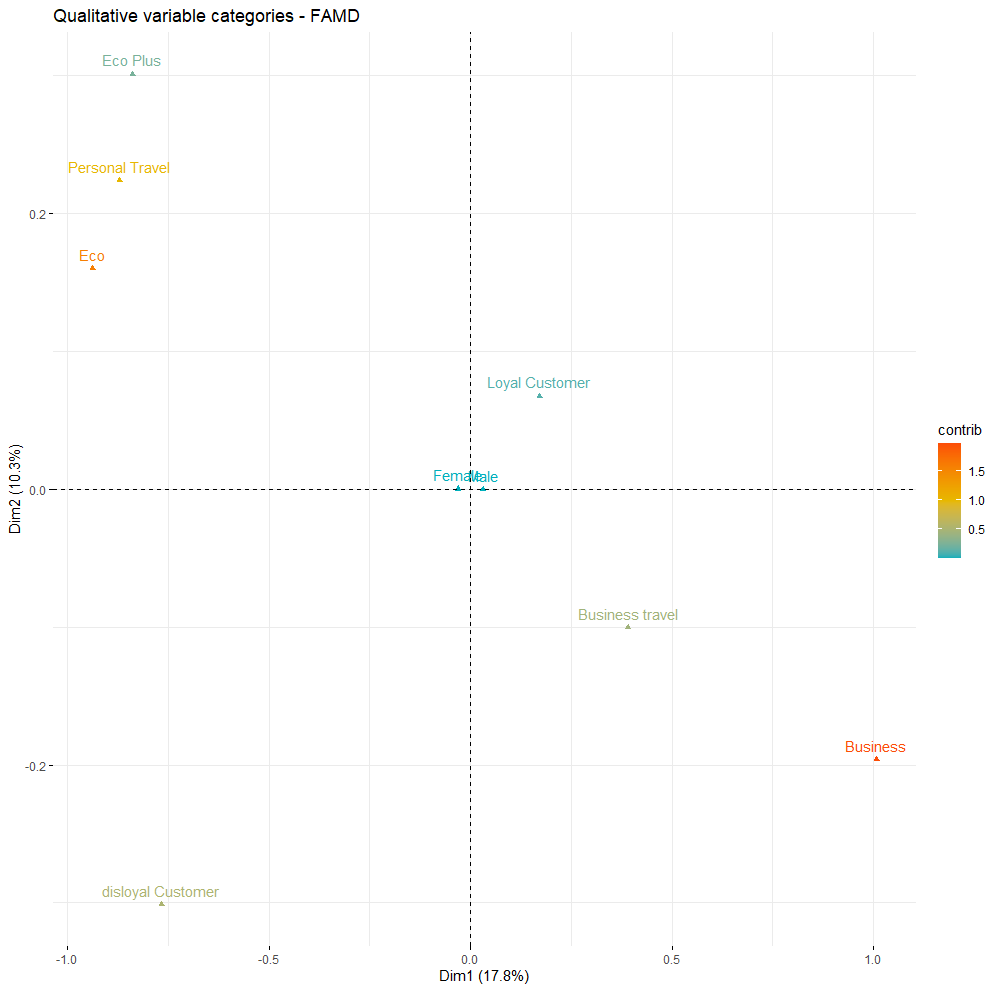 Qualitative variable categories - FAMD
Eco Plus
Personal Travel
Eco
Loyal Customer
Female
Male
Business travel
Business
disloyal Customer
0.2
0.0
-0.2
Dim2 (10.3%)
-1.0
-0.5
0.0
0.5
1.0
Dim1 (17.8%)
contrib
1.5
1.0
0.5